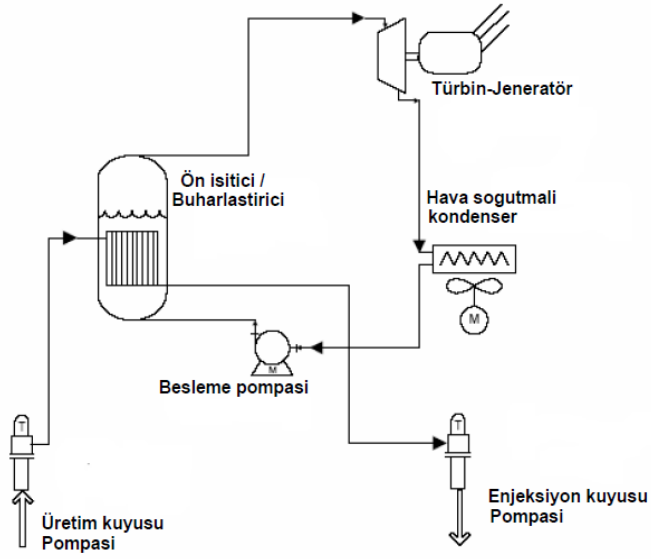 Türbin-Jeneratör
Ön isitici /
Buharlastirici
Hava sogutmali
kondenser
M
M
Besleme pompasi
T
T
Üretim kuyusu
Pompasi
Enjeksiyon kuyusu
Pompasi